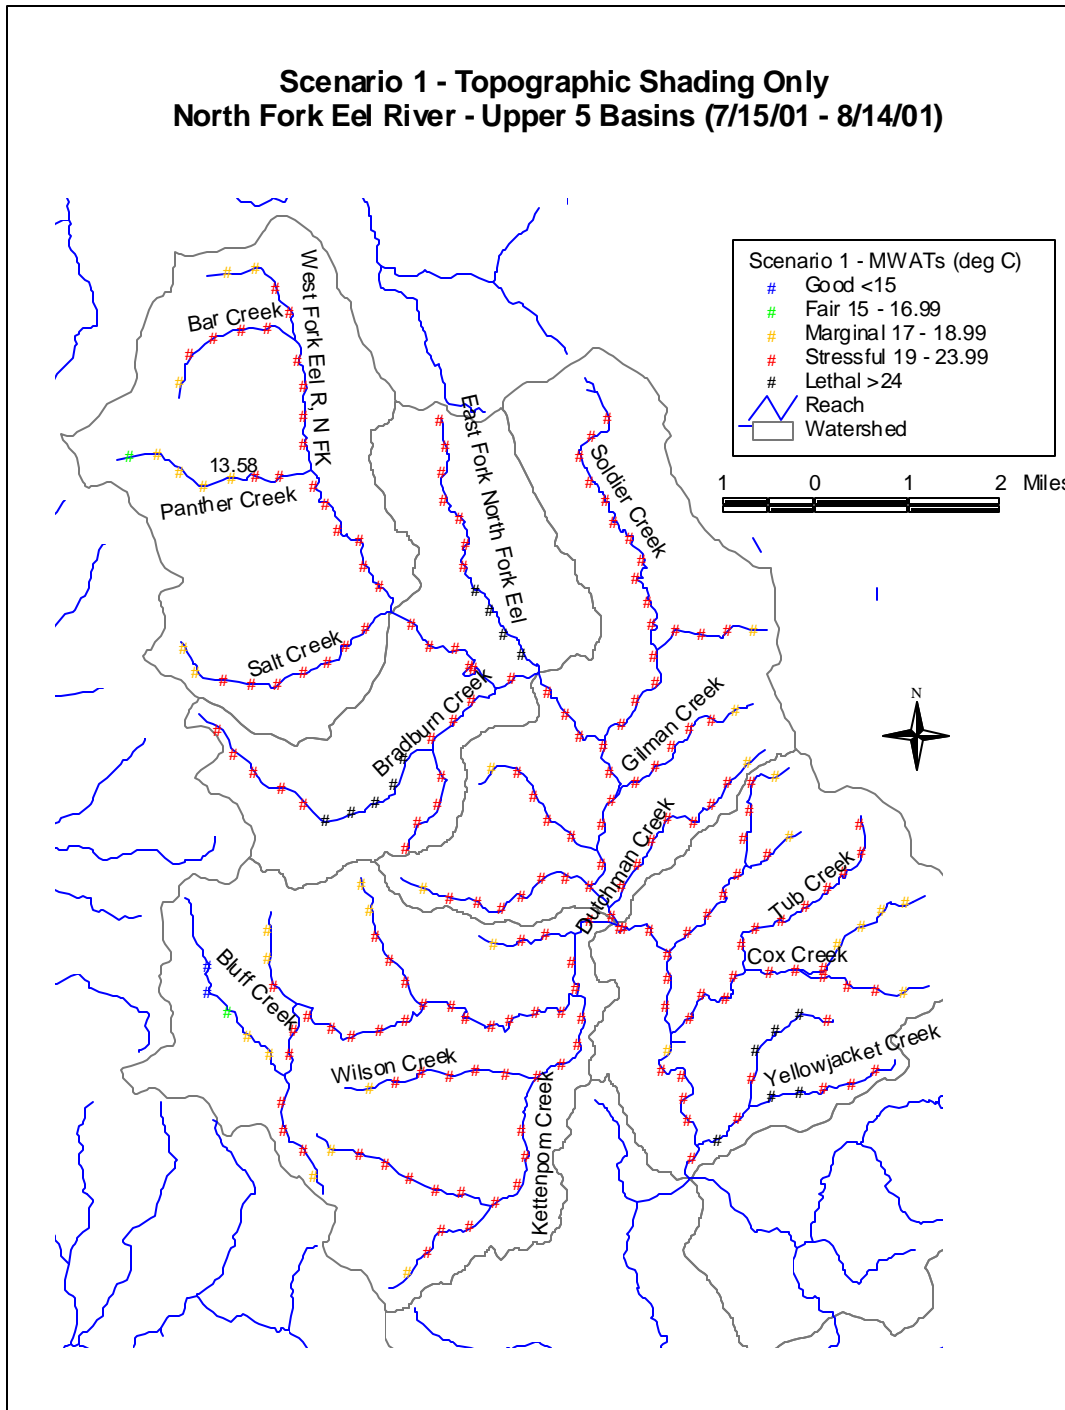 Scenario 1 - Topographic Shading Only
North Fork Eel River - Upper 5 Basins (7/15/01 - 8/14/01)
Scenario 1 - MWATs (deg C)
# Good <15
# Fair 15 - 16.99
# Marginal 17 - 18.99
# Stressful 19 - 23.99
# Lethal >24
Reach
Watershed
1 0 1 2 Miles
West Fork Eel R, N FK
Bar Creek
13.58
Panther Creek
East Fork North Fork Eel
Soldier Creek
Salt Creek
Bradburn Creek
Gilman Creek
N
Dutchman Creek
Tub Creek
Cox Creek
Bluff Creek
Wilson Creek
Yellowjacket Creek
Kettenpom Creek